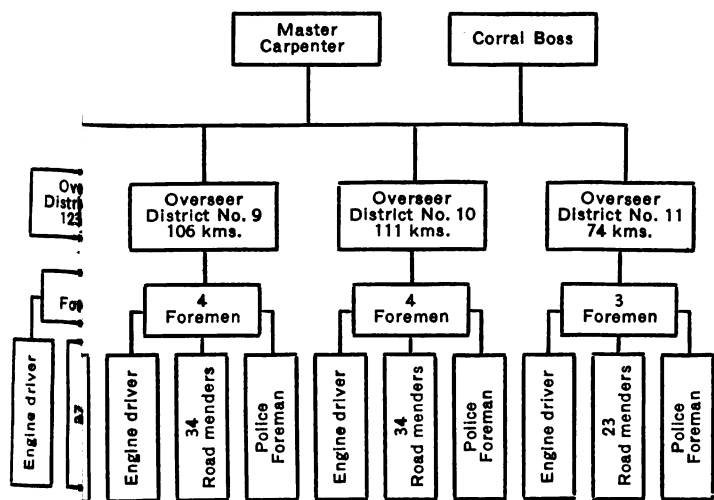 Master
Carpenter
Corral Boss
123
Overseer
District No. 9
106 kms.
Overseer
District No. 10
111 kms.
Overseer
District No. 11
74 kms.
4
Foremen
4
Foremen
3
Foremen
Engine driver
Engine driver
34
Road menders
Police
Foreman
Engine driver
34
Road menders
Police
Foreman
Engine driver
23
Road menders
Police
Foreman